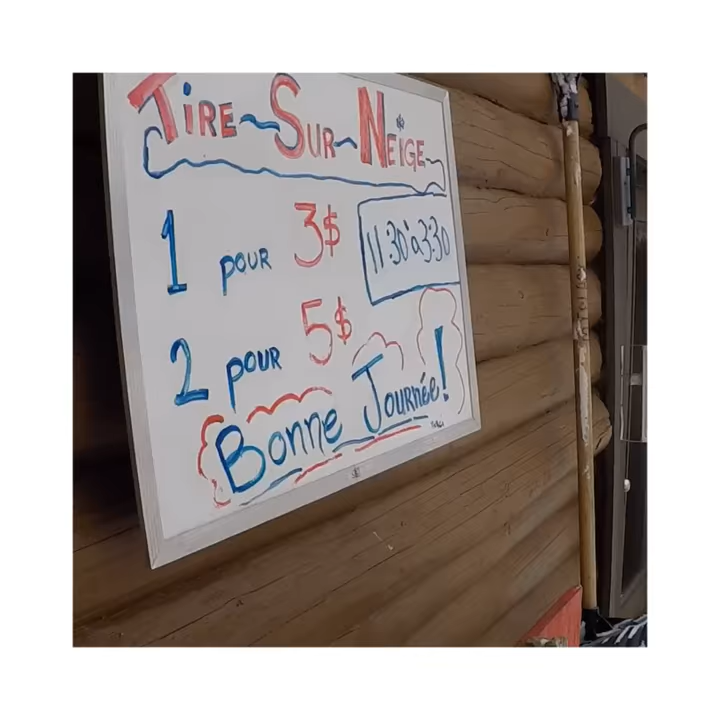 TIRE~SUR~NEIGE
1 POUR 3$
11:30 à 3:30
2 POUR 5$
BONNE JOURNÉE!